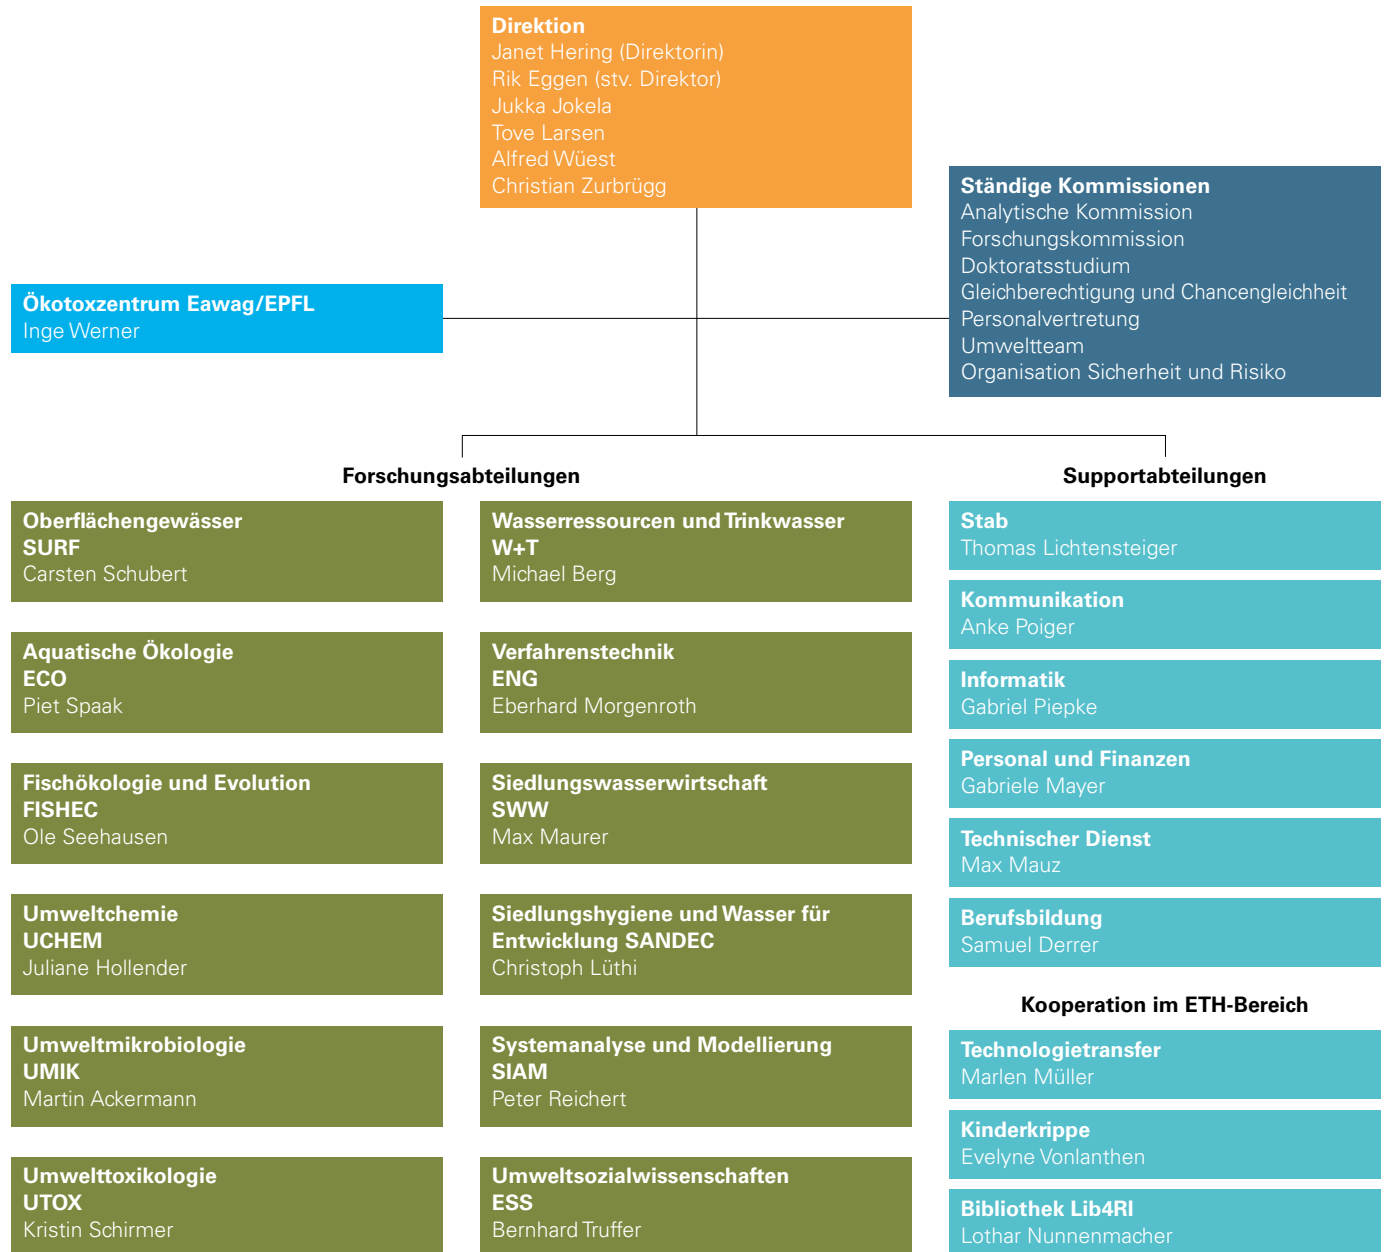 Direktion
Janet Hering (Direktorin)
Rik Eggen (stv. Direktor)
Jukka Jokela
Tove Larsen
Alfred Wüest
Christian Zurbrügg
Ständige Kommissionen
Analytische Kommission
Forschungskommission
Doktoratsstudium
Gleichberechtigung und Chancengleichheit
Personalvertretung
Umweltteam
Organisation Sicherheit und Risiko
Ökotoxzentrum Eawag/EPFL
Inge Werner
Forschungsabteilungen
Oberflächengewässer
SURF
Carsten Schubert
Aquatische Ökologie
ECO
Piet Spaak
Fischökologie und Evolution
FISHEC
Ole Seehausen
Umweltchemie
UCHEM
Juliane Hollender
Umweltmikrobiologie
UMIK
Martin Ackermann
Umwelttoxikologie
UTOX
Kristin Schirmer
Wasserressourcen und Trinkwasser
W+T
Michael Berg
Verfahrenstechnik
ENG
Eberhard Morgenroth
Siedlungswasserwirtschaft
SWW
Max Maurer
Siedlungshygiene und Wasser für
Entwicklung SANDEC
Christoph Lüthi
Systemanalyse und Modellierung
SIAM
Peter Reichert
Umweltsozialwissenschaften
ESS
Bernhard Truffer
Supportabteilungen
Stab
Thomas Lichtensteiger
Kommunikation
Anke Poiger
Informatik
Gabriel Piepke
Personal und Finanzen
Gabriele Mayer
Technischer Dienst
Max Mauz
Berufsbildung
Samuel Derrer
Kooperation im ETH-Bereich
Technologietransfer
Marlen Müller
Kinderkrippe
Evelyne Vonlanthen
Bibliothek Lib4RI
Lothar Nunnenmacher